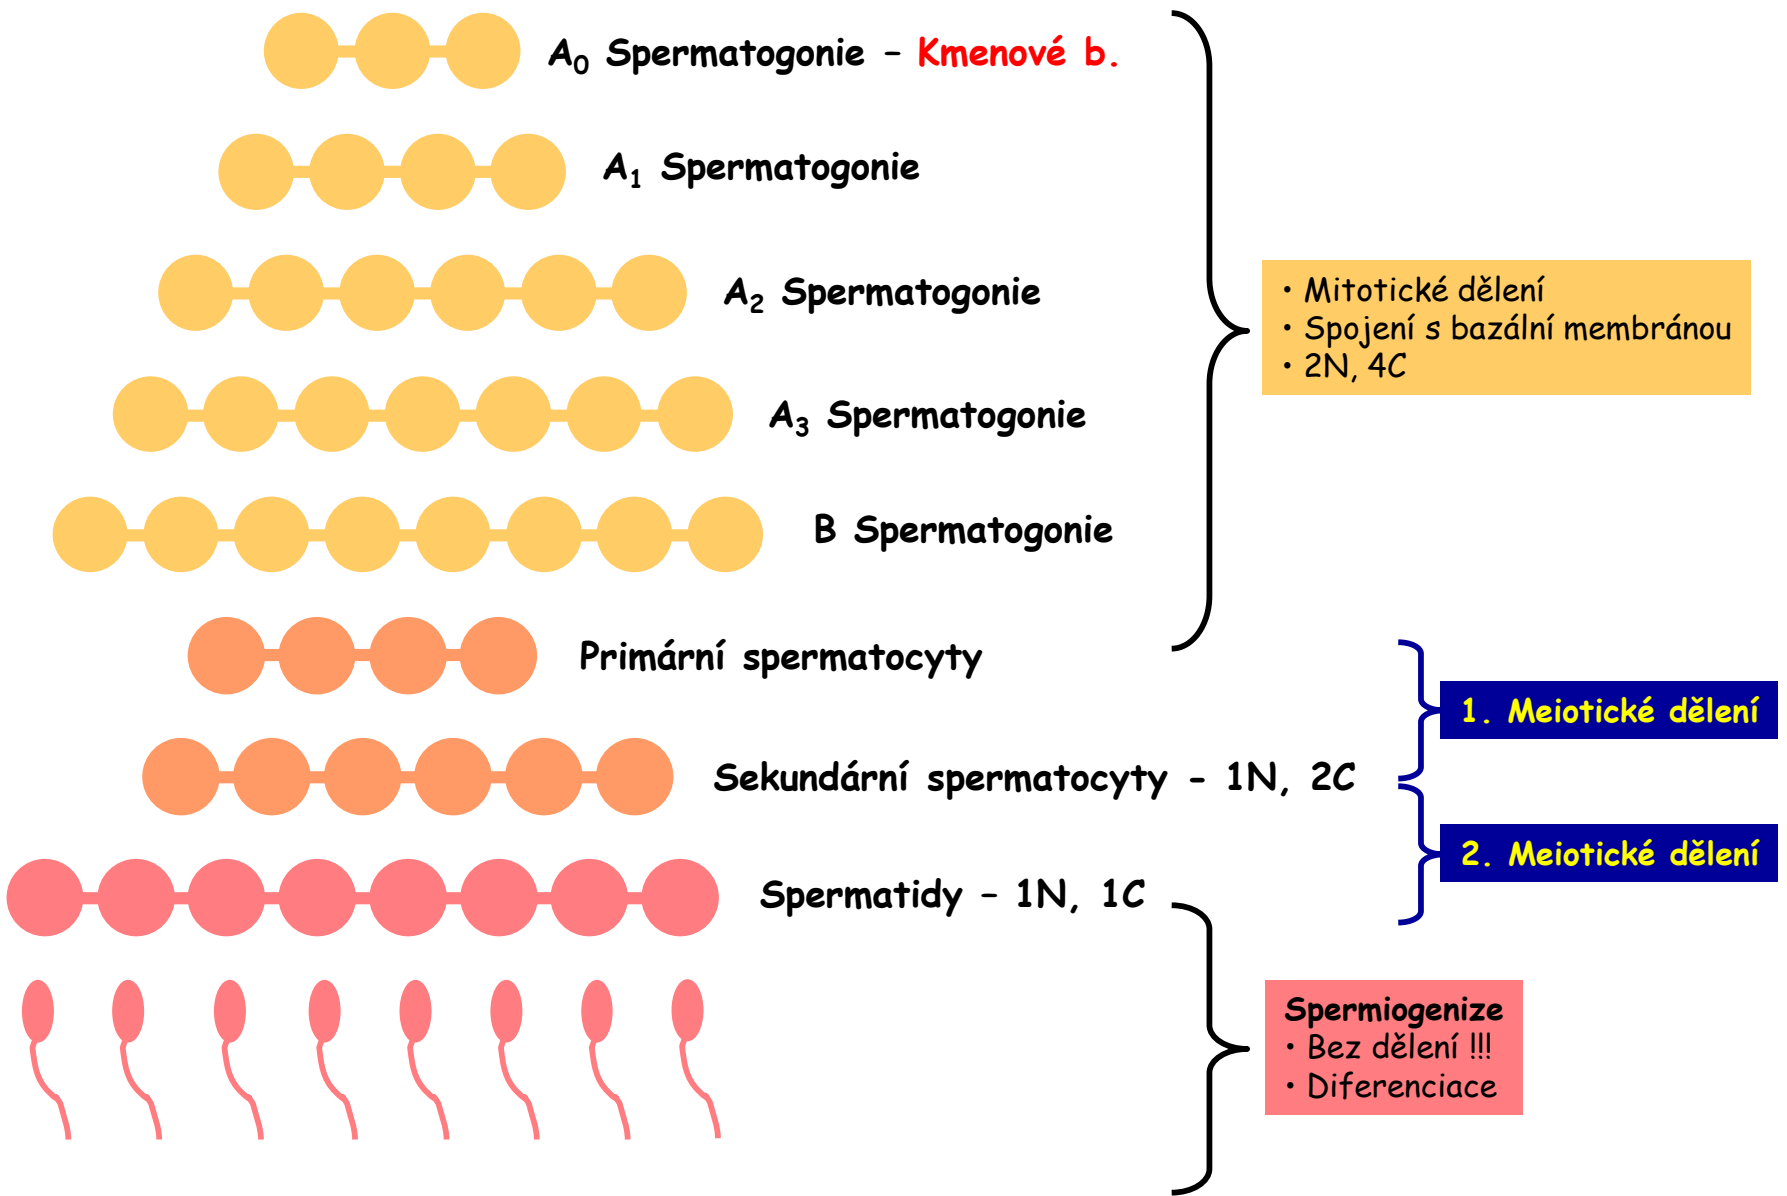 A₀ Spermatogonie – Kmenové b.
A₁ Spermatogonie
A₂ Spermatogonie
• Mitotické dělení
• Spojení s bazální membránou
• 2N, 4C
A₃ Spermatogonie
B Spermatogonie
Primární spermatocyty
1. Meiotické dělení
Sekundární spermatocyty - 1N, 2C
2. Meiotické dělení
Spermatidy – 1N, 1C
Spermiogenize
• Bez dělení !!!
• Diferenciace